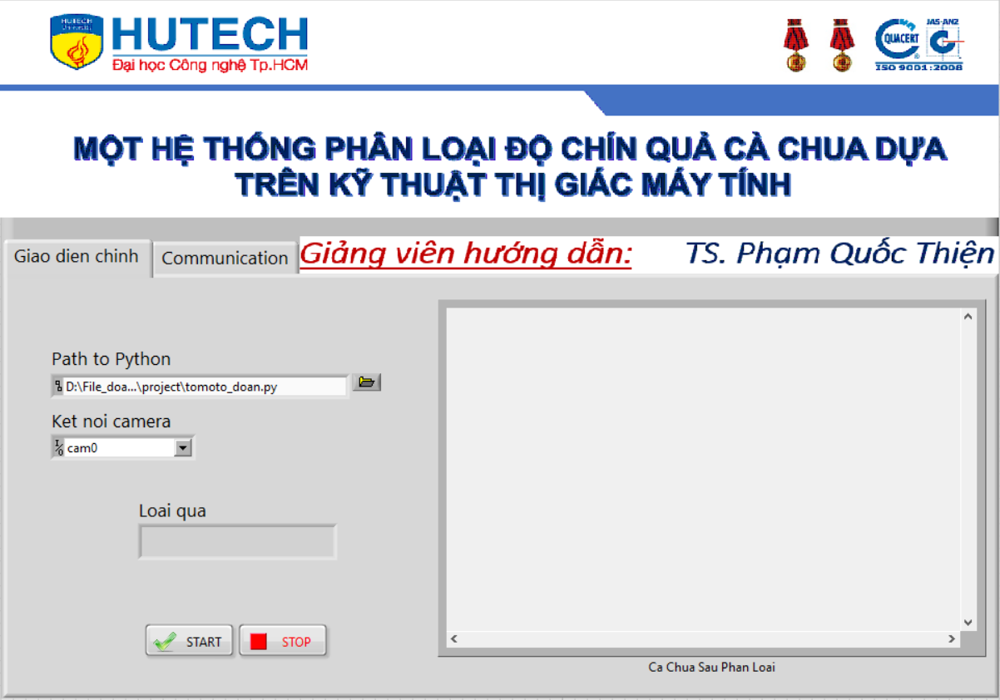 HUTECH
HUTECH
Đại học Công nghệ Tp.HCM
JAS-ANZ
QUACERT
ISO 9001:2008
MỘT HỆ THỐNG PHÂN LOẠI ĐỘ CHÍN QUẢ CÀ CHUA DỰA
TRÊN KỸ THUẬT THỊ GIÁC MÁY TÍNH
Giao dien chinh
Communication
Giảng viên hướng dẫn: TS. Phạm Quốc Thiện
Path to Python
D:\File_doa...\project\tomoto_doan.py
Ket noi camera
I/O cam0
Loai qua
START
STOP
Ca Chua Sau Phan Loai